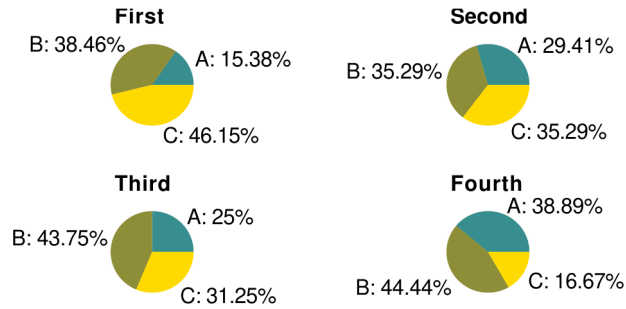 First
B: 38.46%
A: 15.38%
C: 46.15%
Second
A: 29.41%
B: 35.29%
C: 35.29%
Third
A: 25%
B: 43.75%
C: 31.25%
Fourth
A: 38.89%
C: 16.67%
B: 44.44%